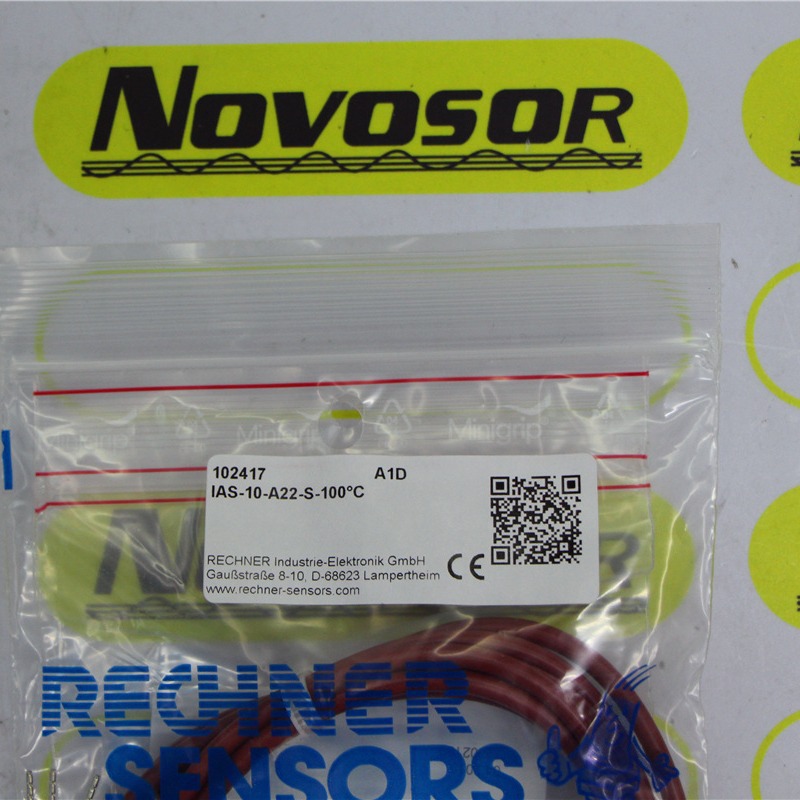 NOVOSOR
Minigrip
Minigrip
102417 A1D
IAS-10-A22-S-100°C
RECHNER Industrie-Elektronik GmbH
Gaußstraße 8-10, D-68623 Lampertheim
www.rechner-sensors.com
CE
NOVOSOR
RECHNER
SENSORS